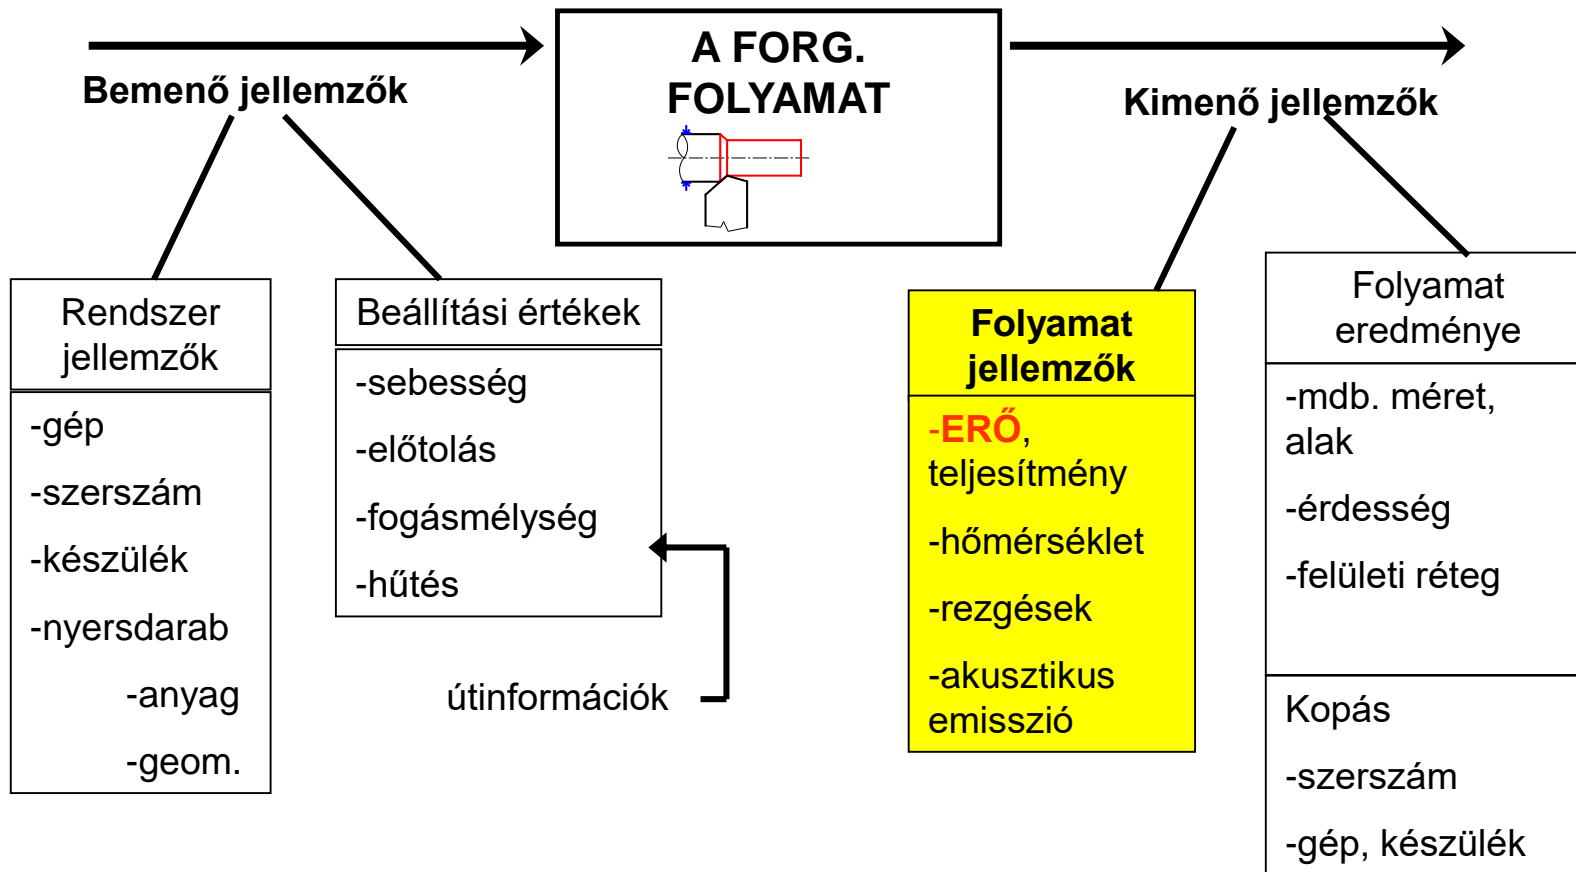 A FORG.
FOLYAMAT
Bemenő jellemzők
Kimenő jellemzők
Rendszer
jellemzők
-gép
-szerszám
-készülék
-nyersdarab
-anyag
-geom.
Beállítási értékek
-sebesség
-előtolás
-fogásmélység
-hűtés
útinformációk
Folyamat
jellemzők
-ERŐ,
teljesítmény
-hőmérséklet
-rezgések
-akusztikus
emisszió
Folyamat
eredménye
-mdb. méret,
alak
-érdesség
-felületi réteg
Kopás
-szerszám
-gép, készülék